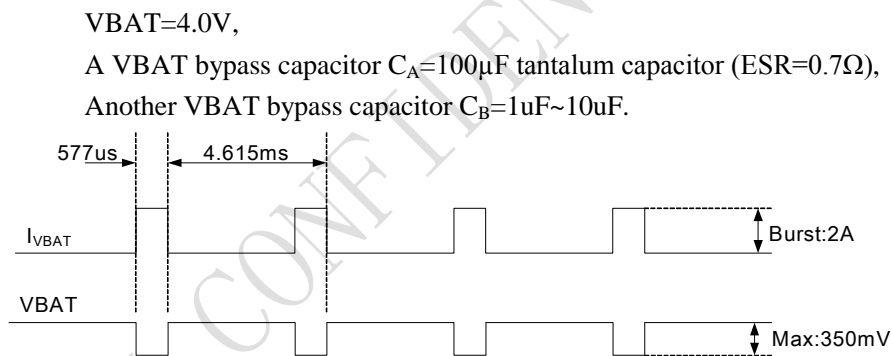 VBAT=4.0V,
A VBAT bypass capacitor CA=100µF tantalum capacitor (ESR=0.7Ω),
Another VBAT bypass capacitor CB=1uF~10uF.
577us
4.615ms
IVBAT
Burst:2A
VBAT
Max:350mV
CONFIDEN